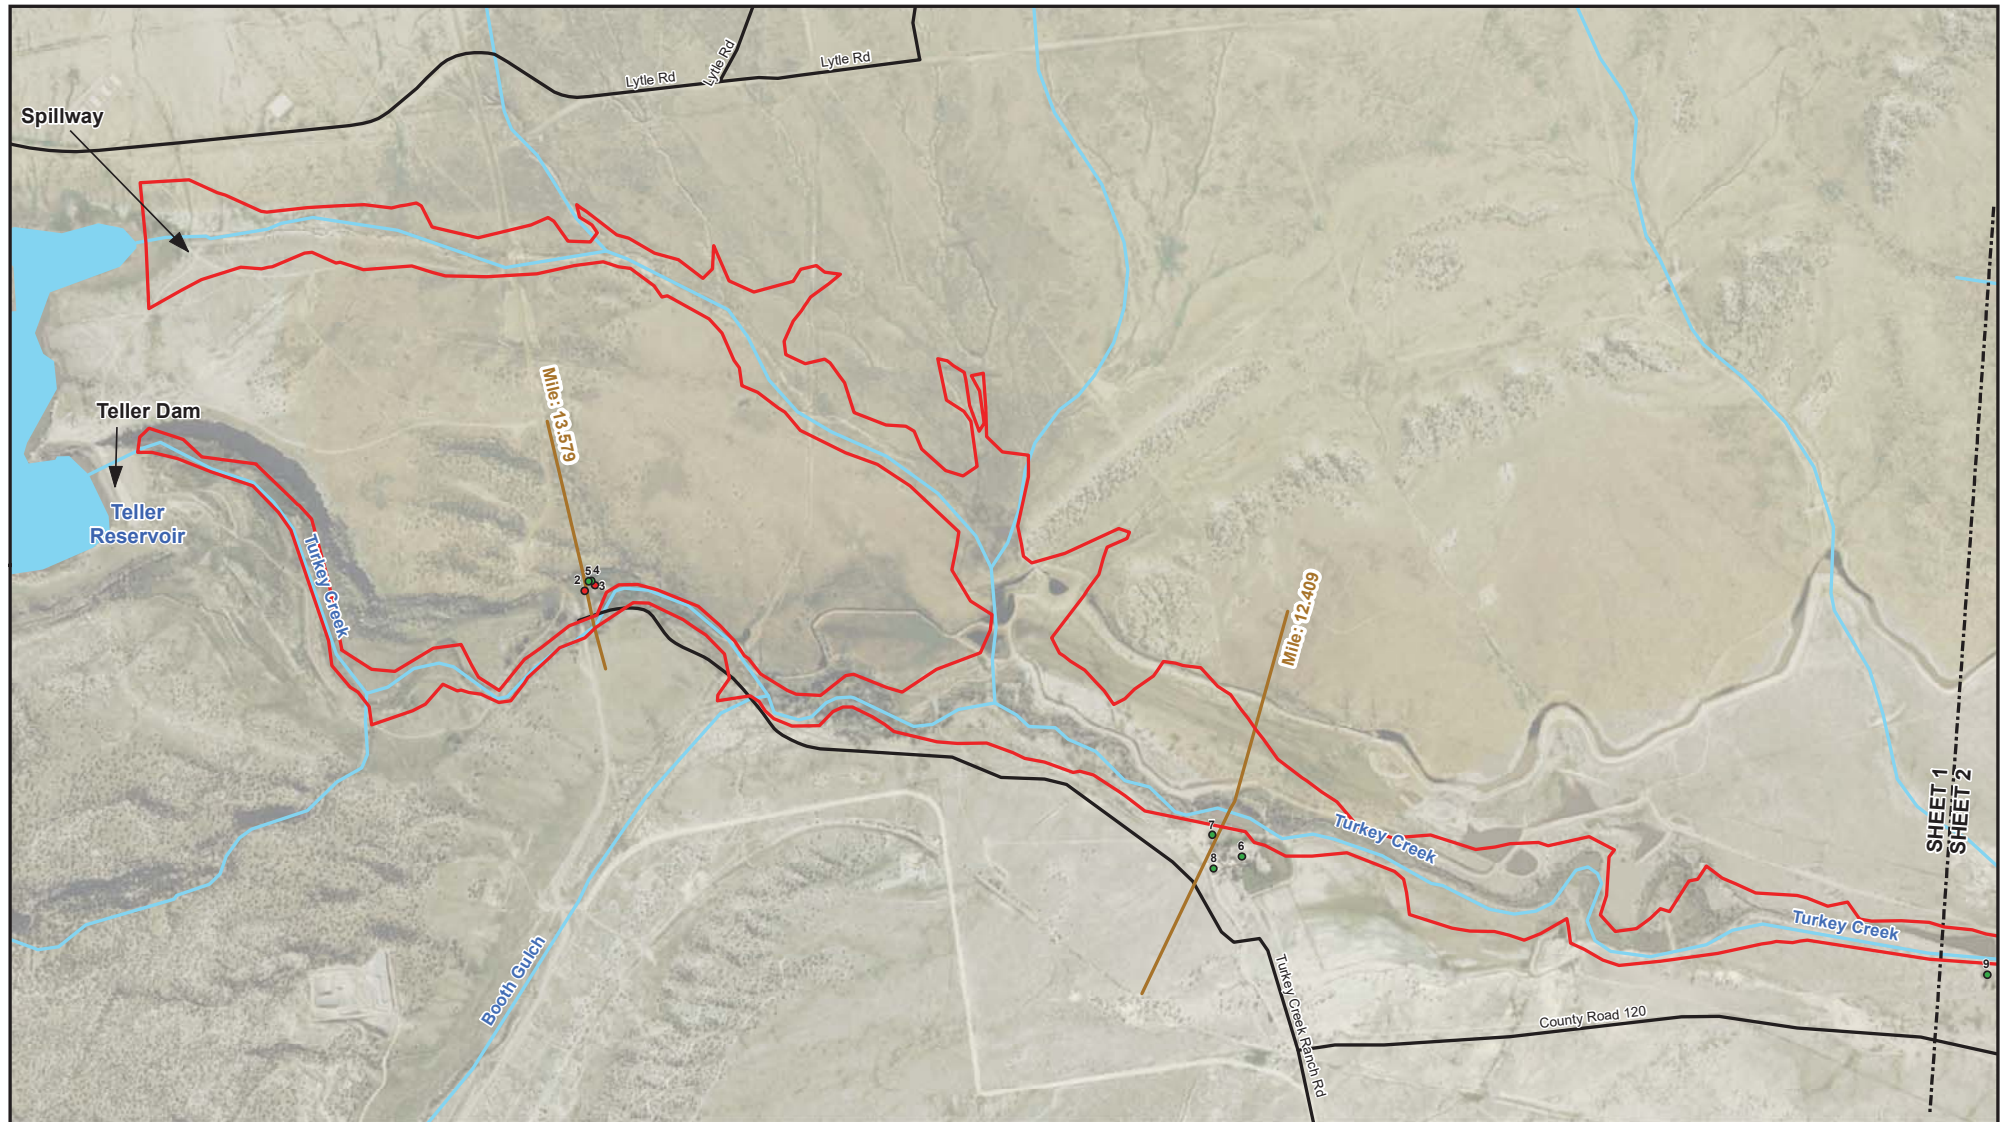 Lytle Rd
Lytle Rd
Lytle Rd
Spillway
Mile: 13.579
Teller Dam
Teller
Reservoir
Turkey Creek
5 4
2
3
Mile: 12.409
SHEET 1
SHEET 2
7
6
8
Turkey Creek
Turkey Creek
Booth Gulch
9
Turkey Creek Ranch Rd
County Road 120